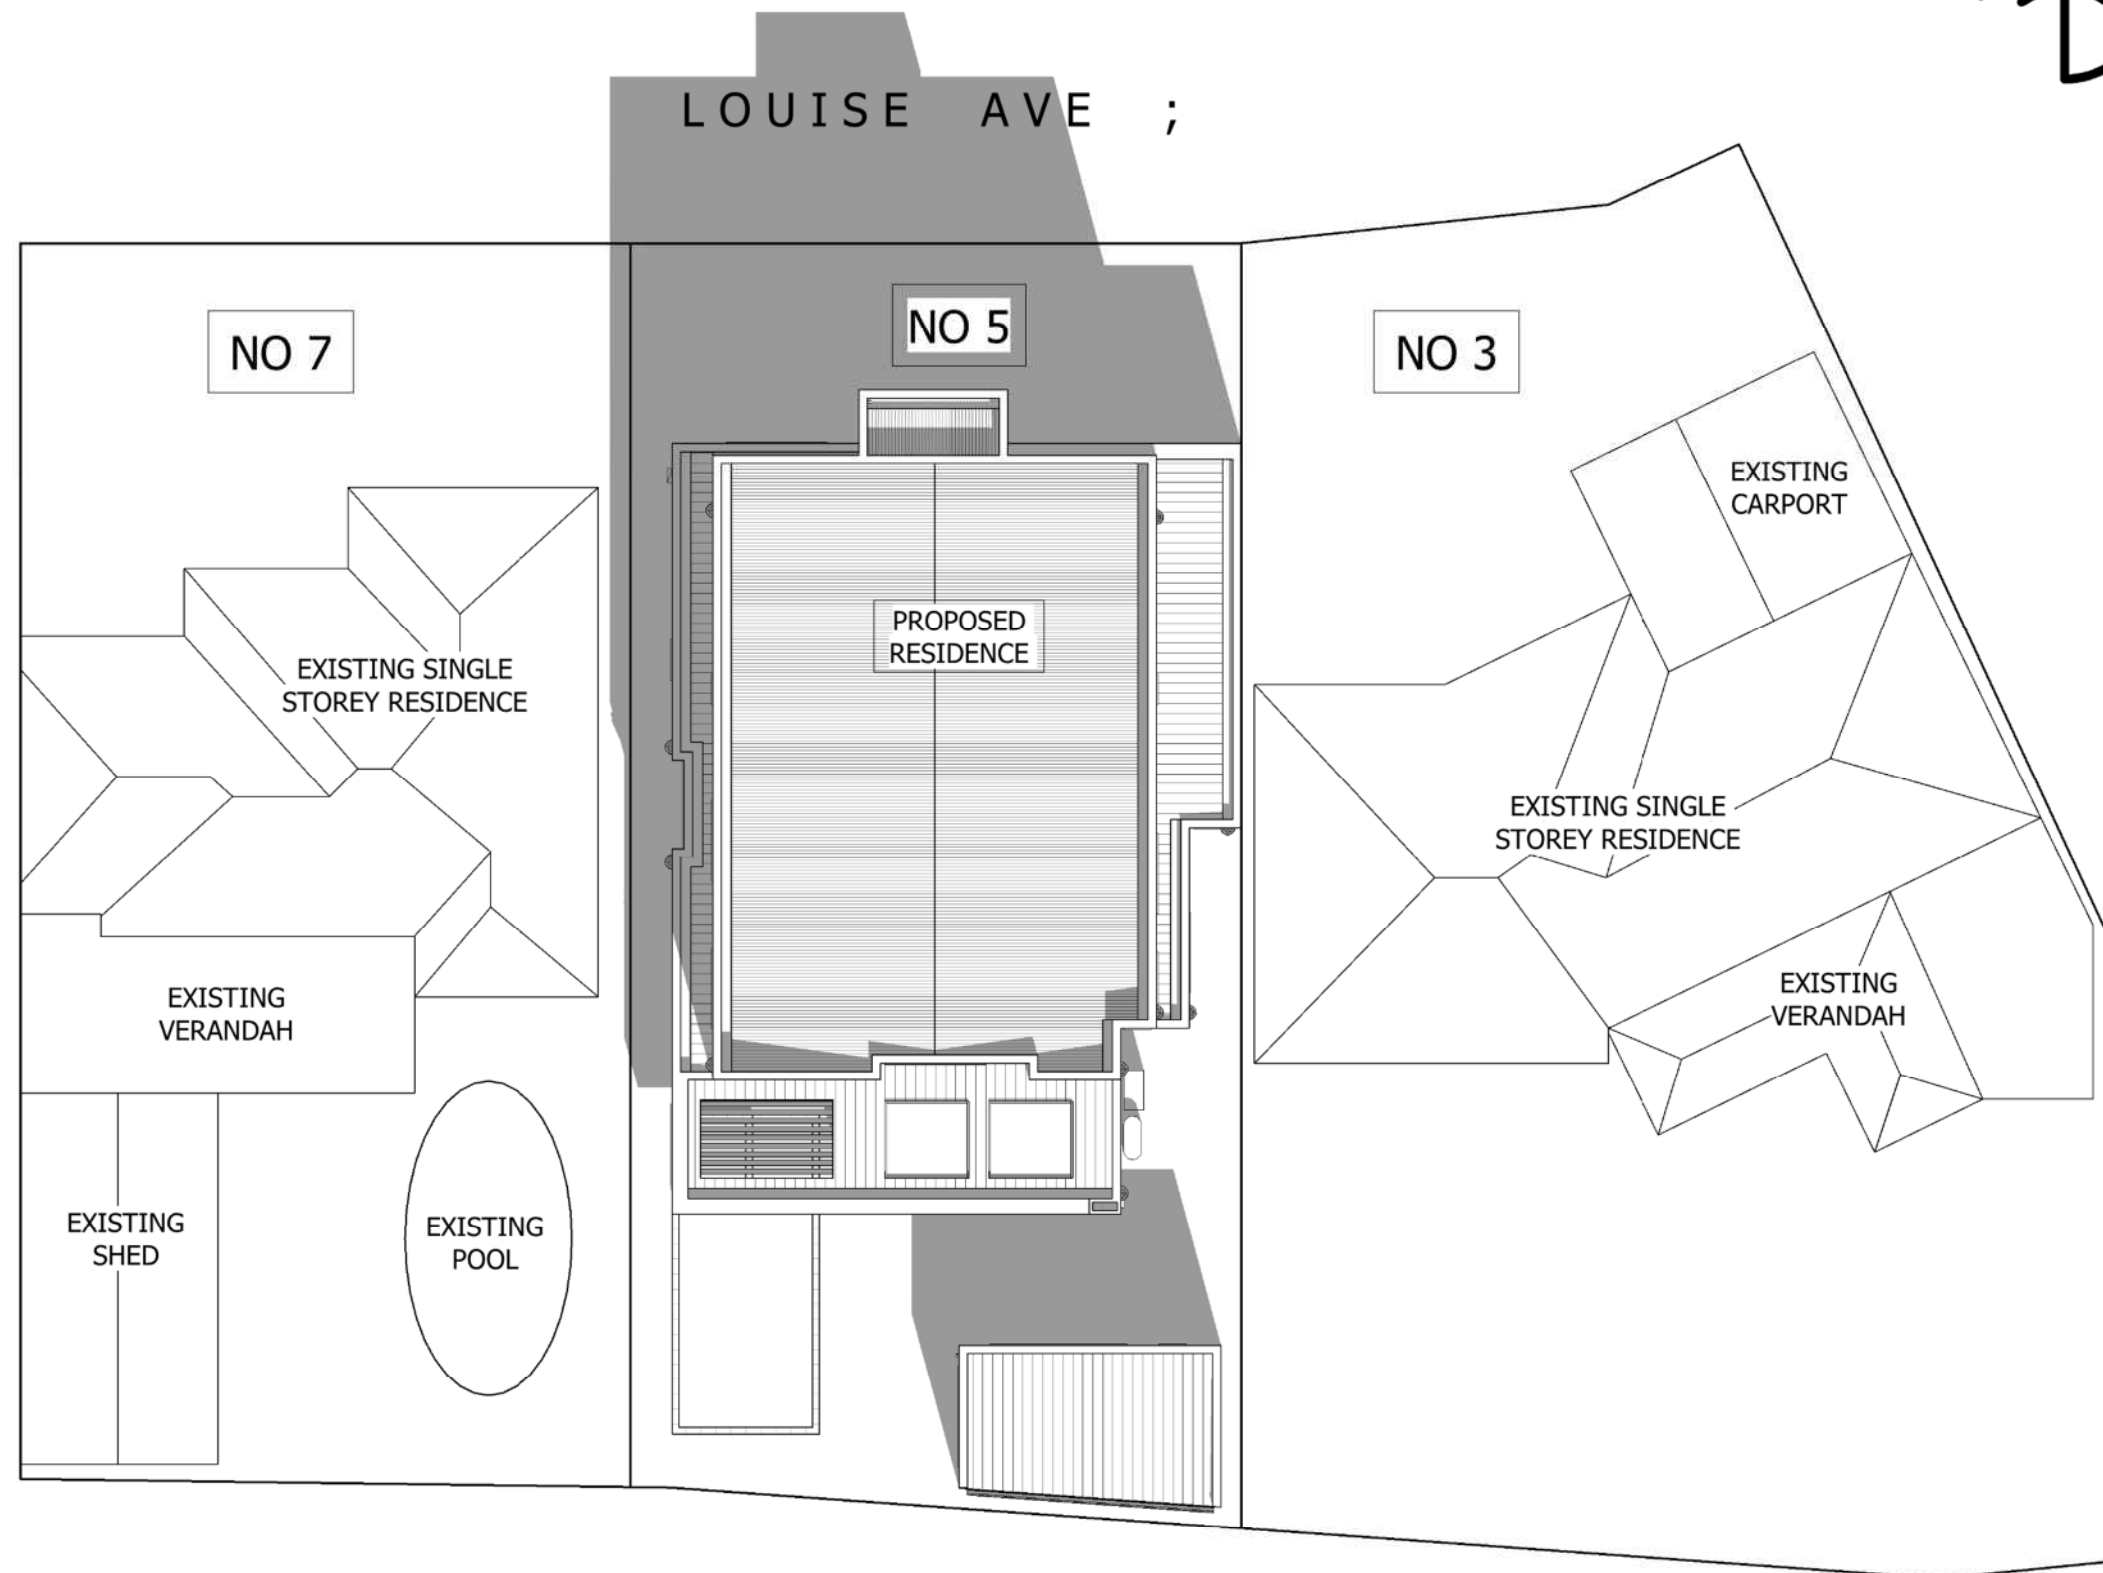 LOUISE AVE ;
NO 5
NO 7
NO 3
EXISTING
CARPORT
PROPOSED
RESIDENCE
EXISTING SINGLE
STOREY RESIDENCE
EXISTING SINGLE
STOREY RESIDENCE
EXISTING
VERANDAH
EXISTING
VERANDAH
EXISTING
SHED
EXISTING
POOL